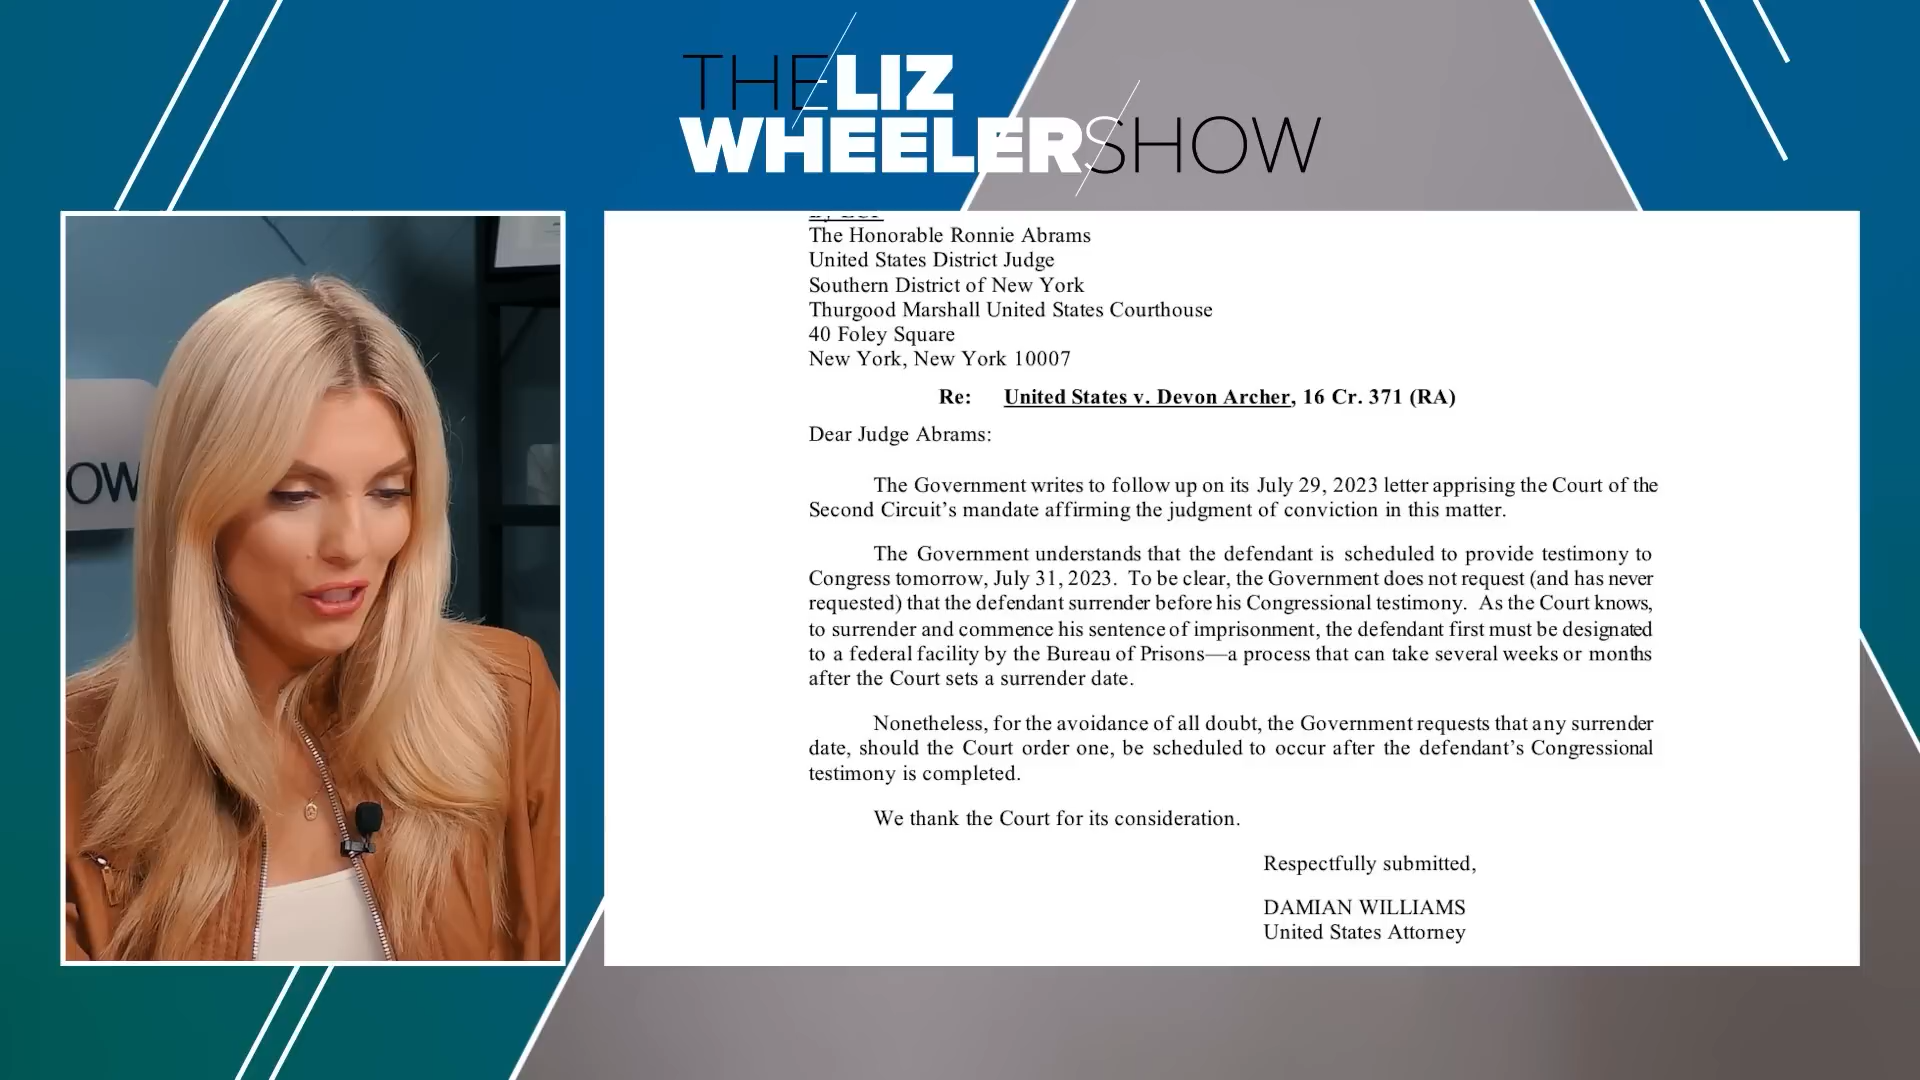 THE LIZ
WHEELER SHOW
OW
The Honorable Ronnie Abrams
United States District Judge
Southern District of New York
Thurgood Marshall United States Courthouse
40 Foley Square
New York, New York 10007
Re: United States v. Devon Archer, 16 Cr. 371 (RA)
Dear Judge Abrams:
The Government writes to follow up on its July 29, 2023 letter apprising the Court of the
Second Circuit’s mandate affirming the judgment of conviction in this matter.
The Government understands that the defendant is scheduled to provide testimony to
Congress tomorrow, July 31, 2023. To be clear, the Government does not request (and has never
requested) that the defendant surrender before his Congressional testimony. As the Court knows,
to surrender and commence his sentence of imprisonment, the defendant first must be designated
to a federal facility by the Bureau of Prisons—a process that can take several weeks or months
after the Court sets a surrender date.
Nonetheless, for the avoidance of all doubt, the Government requests that any surrender
date, should the Court order one, be scheduled to occur after the defendant’s Congressional
testimony is completed.
We thank the Court for its consideration.
Respectfully submitted,
DAMIAN WILLIAMS
United States Attorney